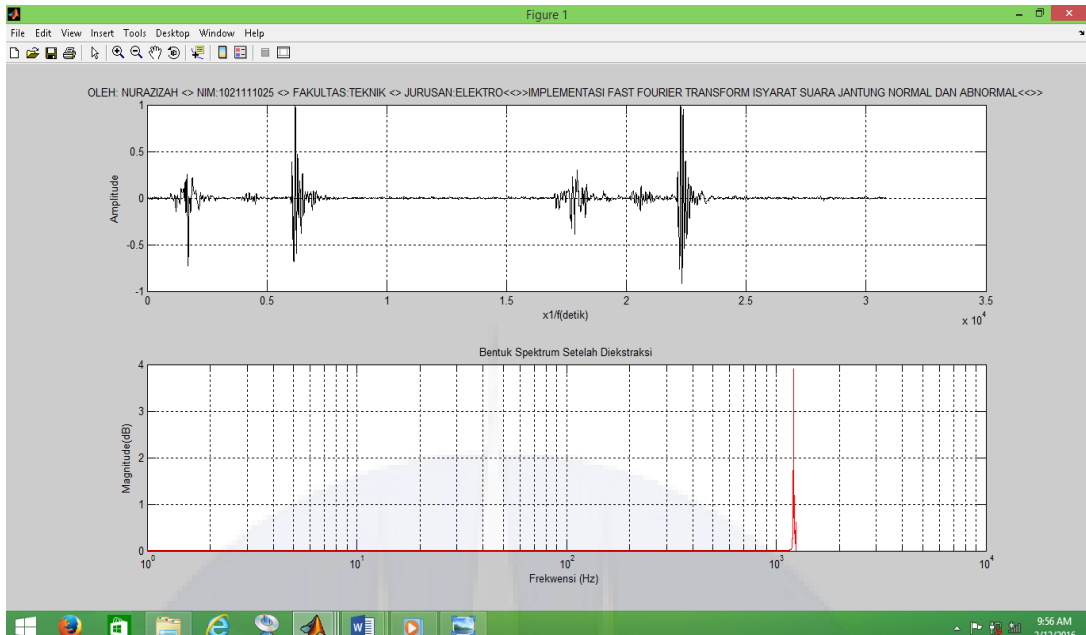 Figure 1
File Edit View Insert Tools Desktop Window Help
OLEH: NURAZIZAH <> NIM:1021111025 <> FAKULTAS:TEKNIK <> JURUSAN:ELEKTRO<<>>IMPLEMENTASI FAST FOURIER TRANSFORM ISYARAT SUARA JANTUNG NORMAL DAN ABNORMAL<<>>
1
0.5
0
-0.5
-1
Amplitude
0 0.5 1 1.5 2 2.5 3 3.5
x1/f(detik)
x 10^4
Bentuk Spektrum Setelah Diekstraksi
4
3
2
1
0
Magnitude(dB)
10^0 10^1 10^2 10^3 10^4
Frekwensi (Hz)
9:56 AM
2/12/2016